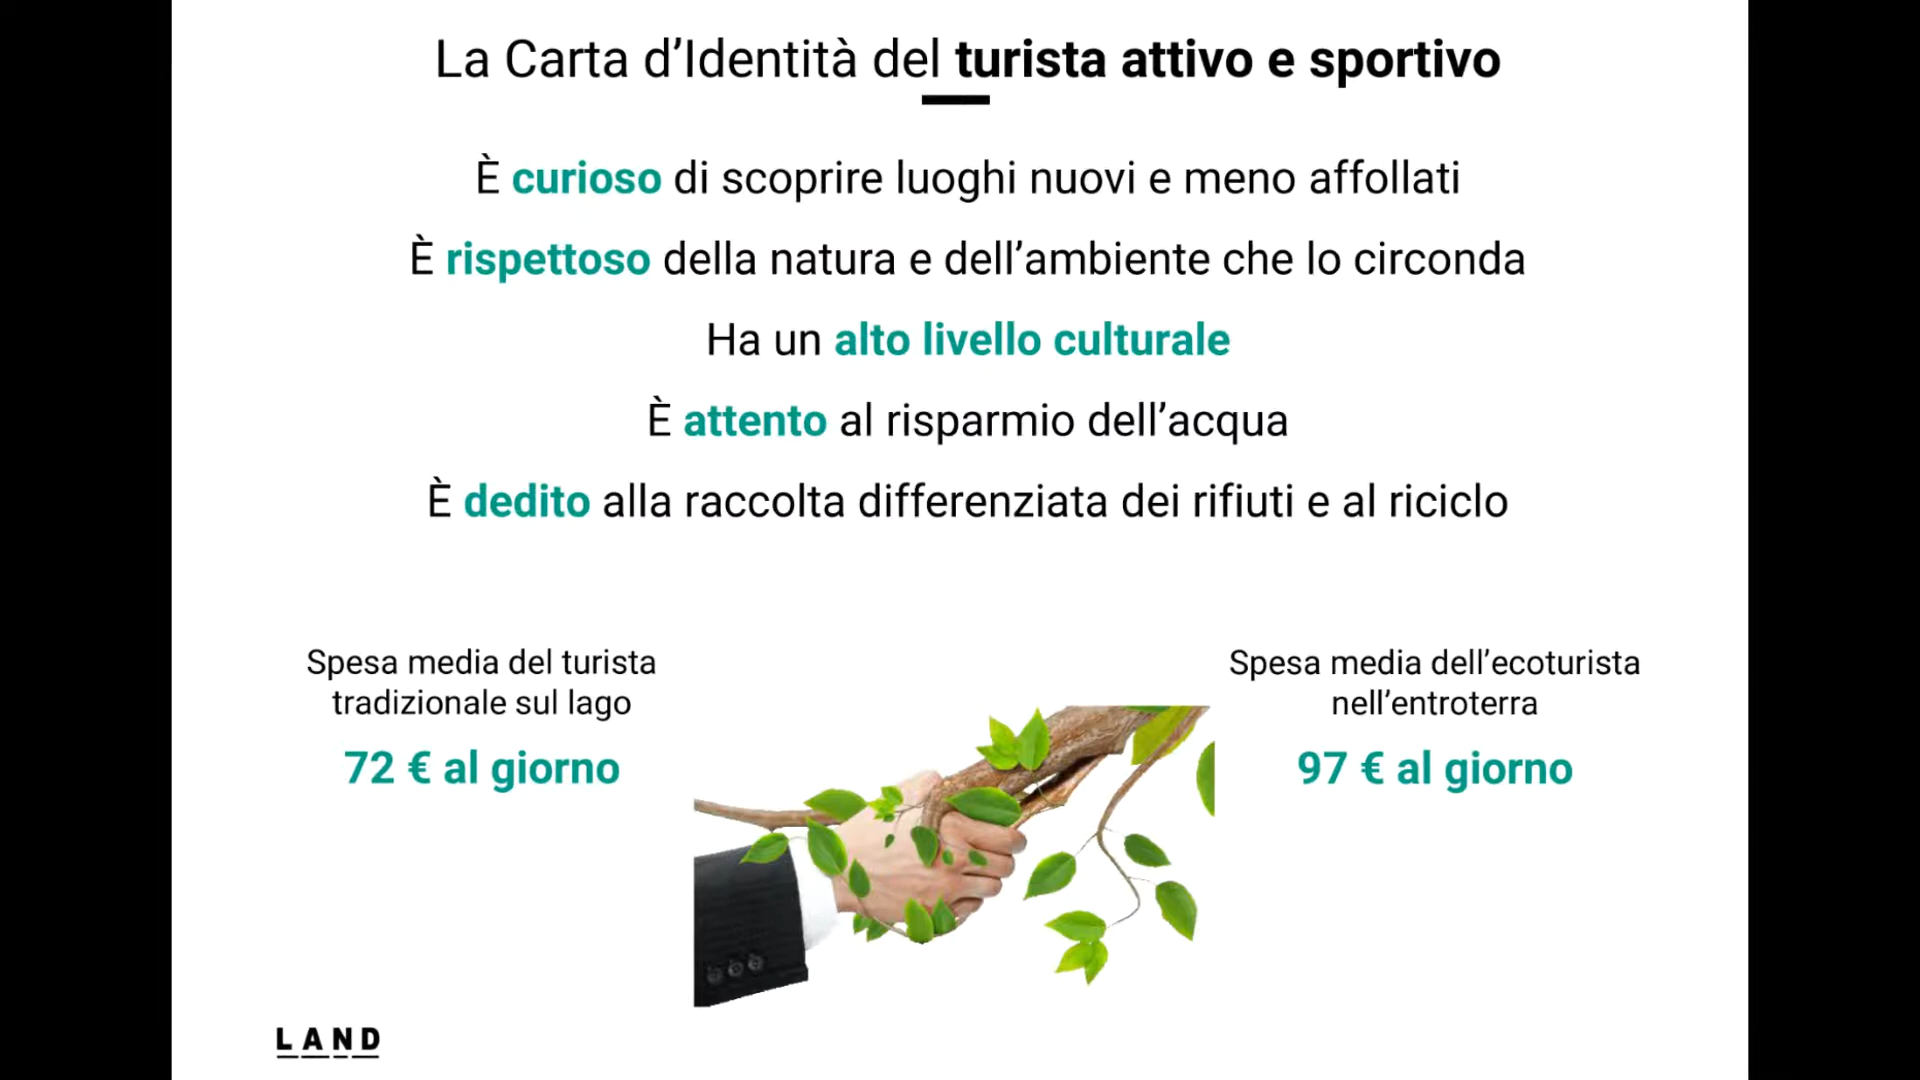 La Carta d’Identità del turista attivo e sportivo
È curioso di scoprire luoghi nuovi e meno affollati
È rispettoso della natura e dell’ambiente che lo circonda
Ha un alto livello culturale
È attento al risparmio dell’acqua
È dedito alla raccolta differenziata dei rifiuti e al riciclo
Spesa media del turista
tradizionale sul lago
72 € al giorno
Spesa media dell’ecoturista
nell’entroterra
97 € al giorno
LAND